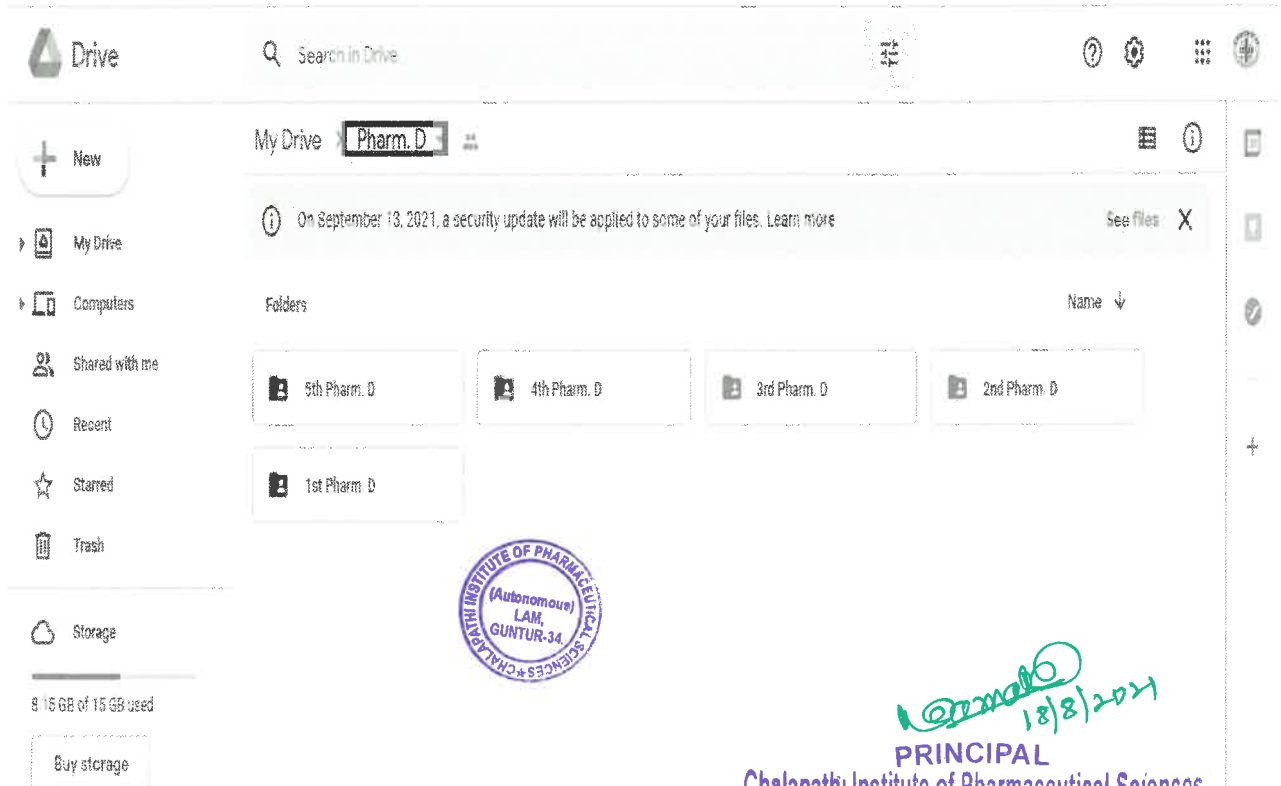 Drive
Search in Drive
New
My Drive
Computers
Shared with me
Recent
Starred
Trash
Storage
8.16 GB of 15 GB used
Buy storage
My Drive > Pharm. D
On September 13, 2021, a security update will be applied to some of your files. Learn more
See files X
Folders
Name ↓
5th Pharm. D
4th Pharm. D
3rd Pharm. D
2nd Pharm. D
1st Pharm. D
CHALAPATHI INSTITUTE OF PHARMACEUTICAL SCIENCES
(Autonomous)
LAM,
GUNTUR-34.
18/8/2021
PRINCIPAL
Chalapathi Institute of Pharmaceutical Sciences